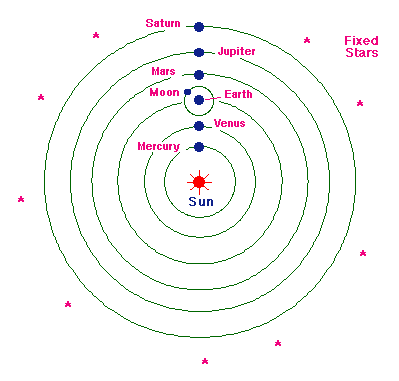 Saturn
Fixed
Stars
Jupiter
Mars
Moon
Earth
Venus
Mercury
Sun